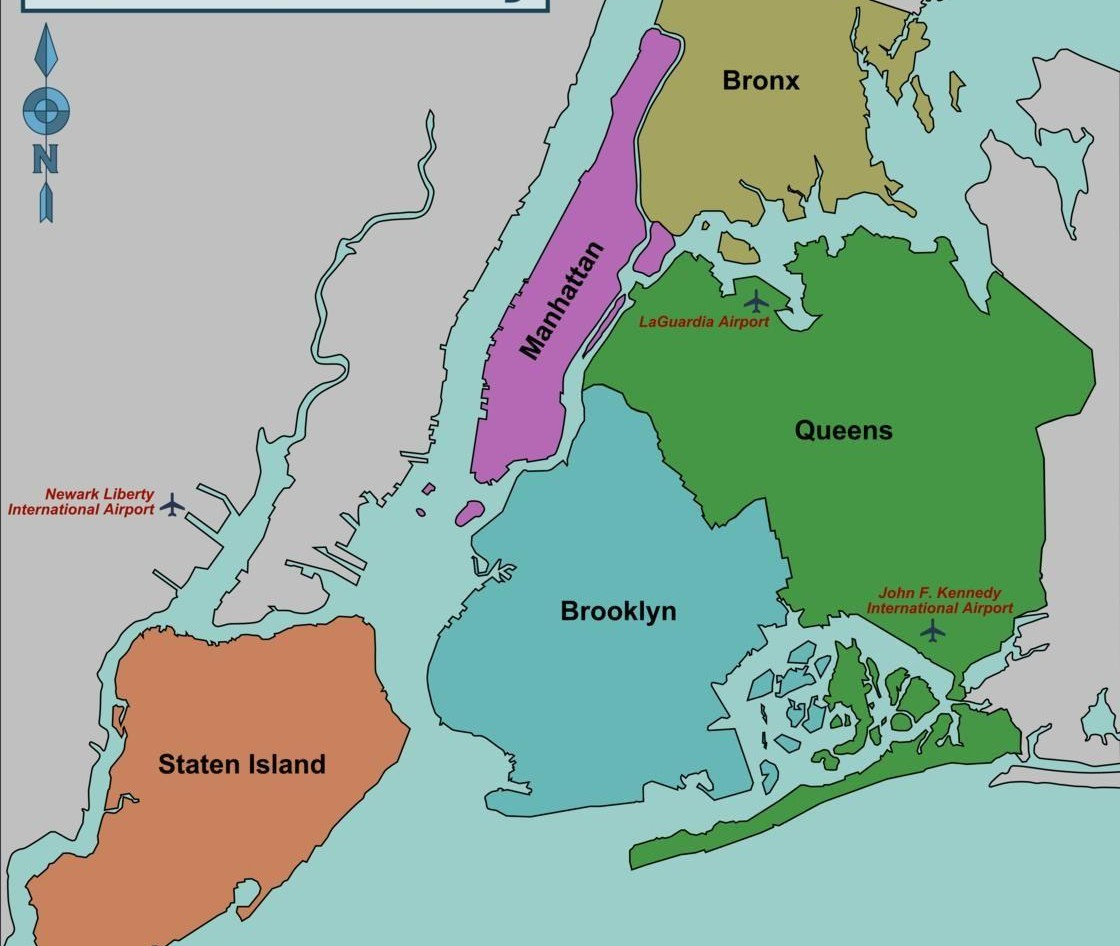 Bronx
N
Manhattan
LaGuardia Airport
Queens
Newark Liberty
International Airport
John F. Kennedy
International Airport
Brooklyn
Staten Island